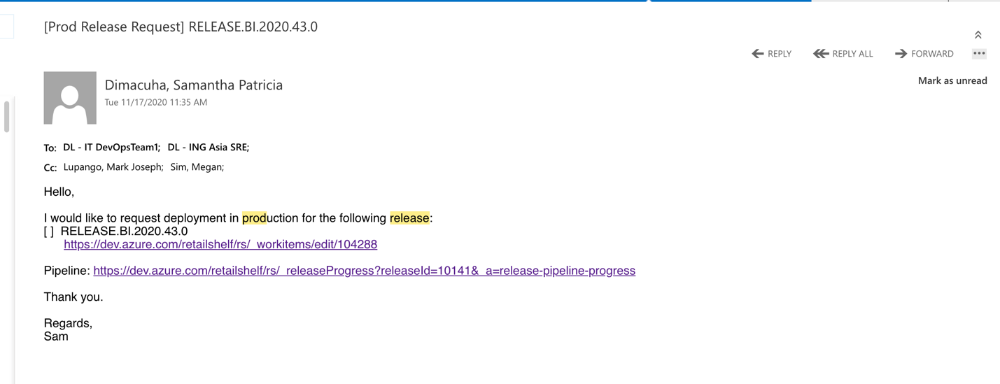 [Prod Release Request] RELEASE.BI.2020.43.0
REPLY REPLY ALL FORWARD
Dimacuha, Samantha Patricia
Mark as unread
Tue 11/17/2020 11:35 AM
To: DL - IT DevOpsTeam1; DL - ING Asia SRE;
Cc: Lupango, Mark Joseph; Sim, Megan;
Hello,
I would like to request deployment in production for the following release:
[ ] RELEASE.BI.2020.43.0
https://dev.azure.com/retailshelf/rs/_workitems/edit/104288
Pipeline: https://dev.azure.com/retailshelf/rs/_releaseProgress?releaseId=10141&_a=release-pipeline-progress
Thank you.
Regards,
Sam